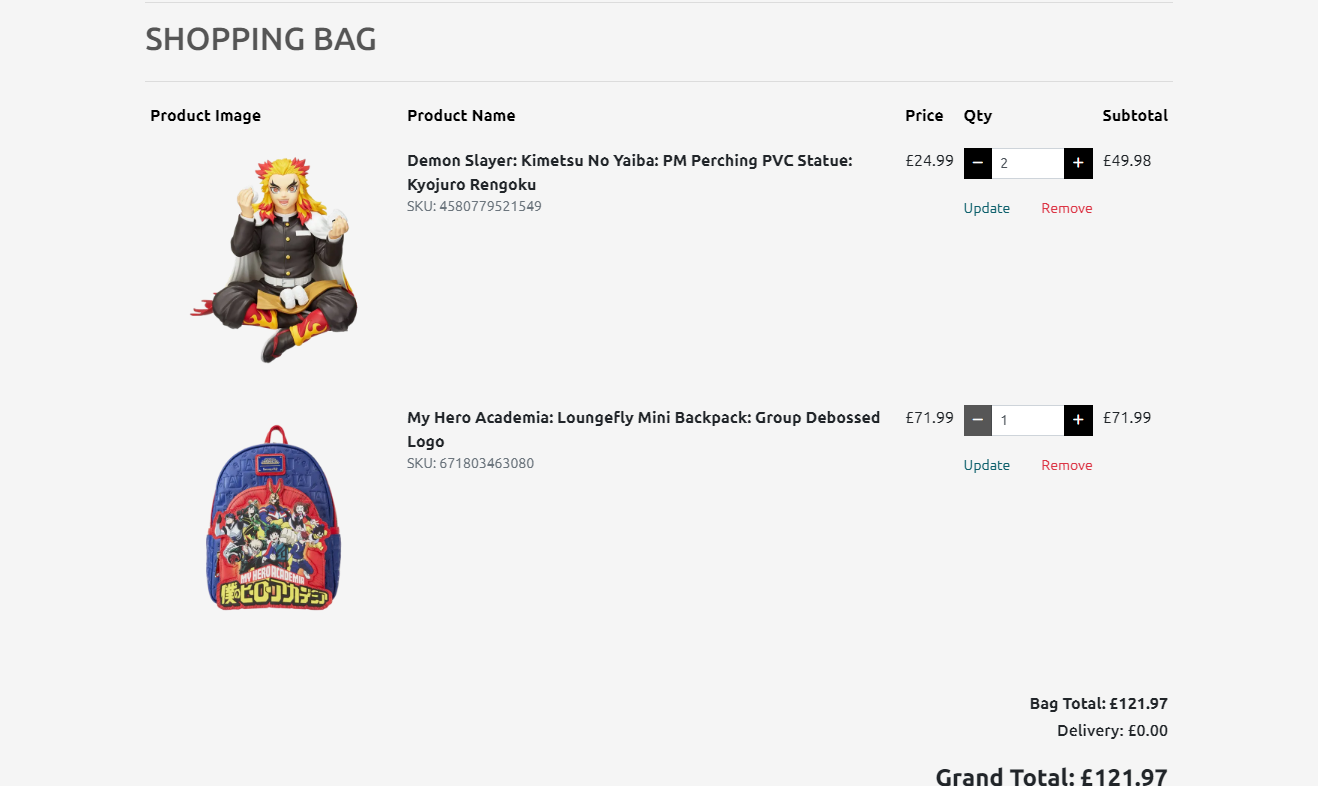 SHOPPING BAG
Product Image Product Name Price Qty Subtotal
Demon Slayer: Kimetsu No Yaiba: PM Perching PVC Statue: £24.99 − 2 + £49.98
Kyojuro Rengoku
SKU: 4580779521549 Update Remove
My Hero Academia: Loungefly Mini Backpack: Group Debossed £71.99 − 1 + £71.99
Logo
SKU: 671803463080 Update Remove
MY HERO ACADEMIA
僕のヒーローアカデミア
Bag Total: £121.97
Delivery: £0.00
Grand Total: £121.97